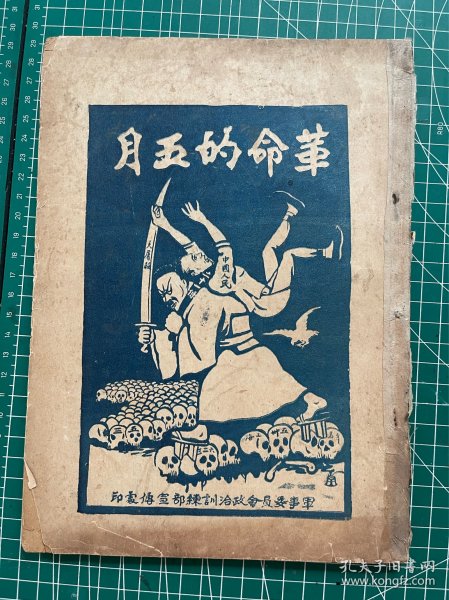 革命的五月
中國人民
軍事委員會政治訓練部宣傳處印
孔夫子旧书网
www.kongfz.com